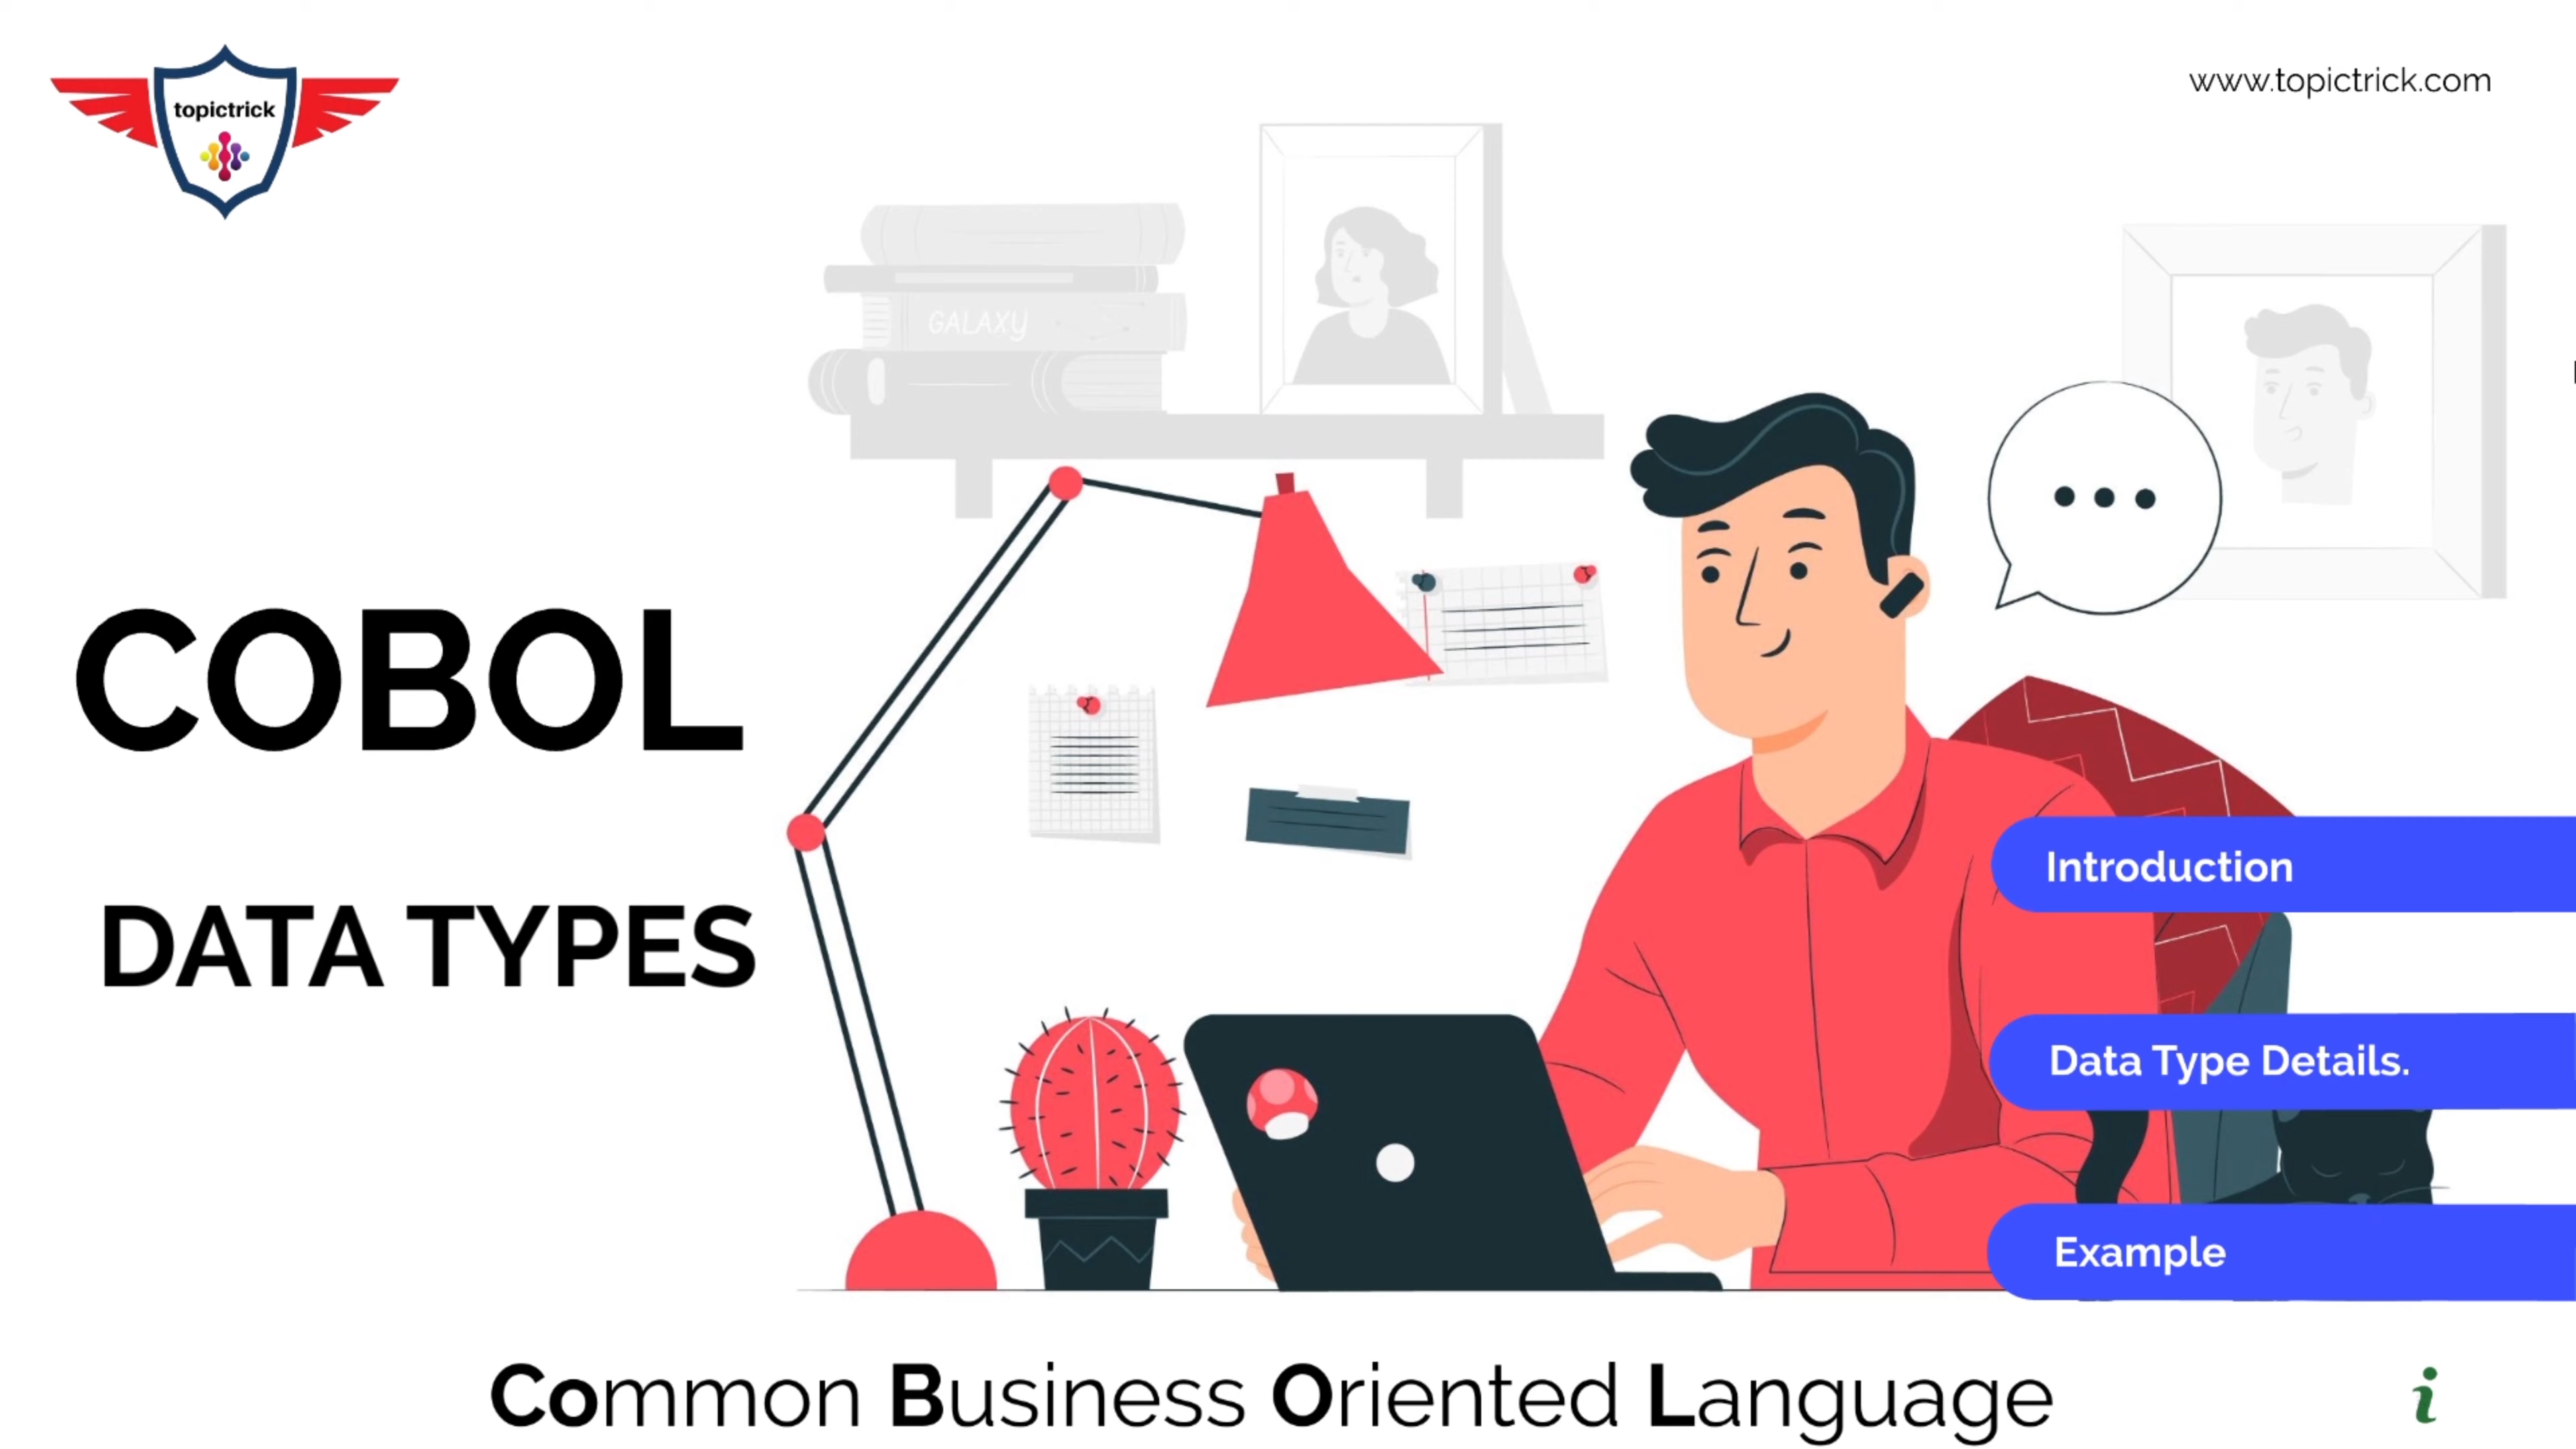 topictrick
www.topictrick.com
GALAXY
COBOL
DATA TYPES
Introduction
Data Type Details.
Example
Common Business Oriented Language
i